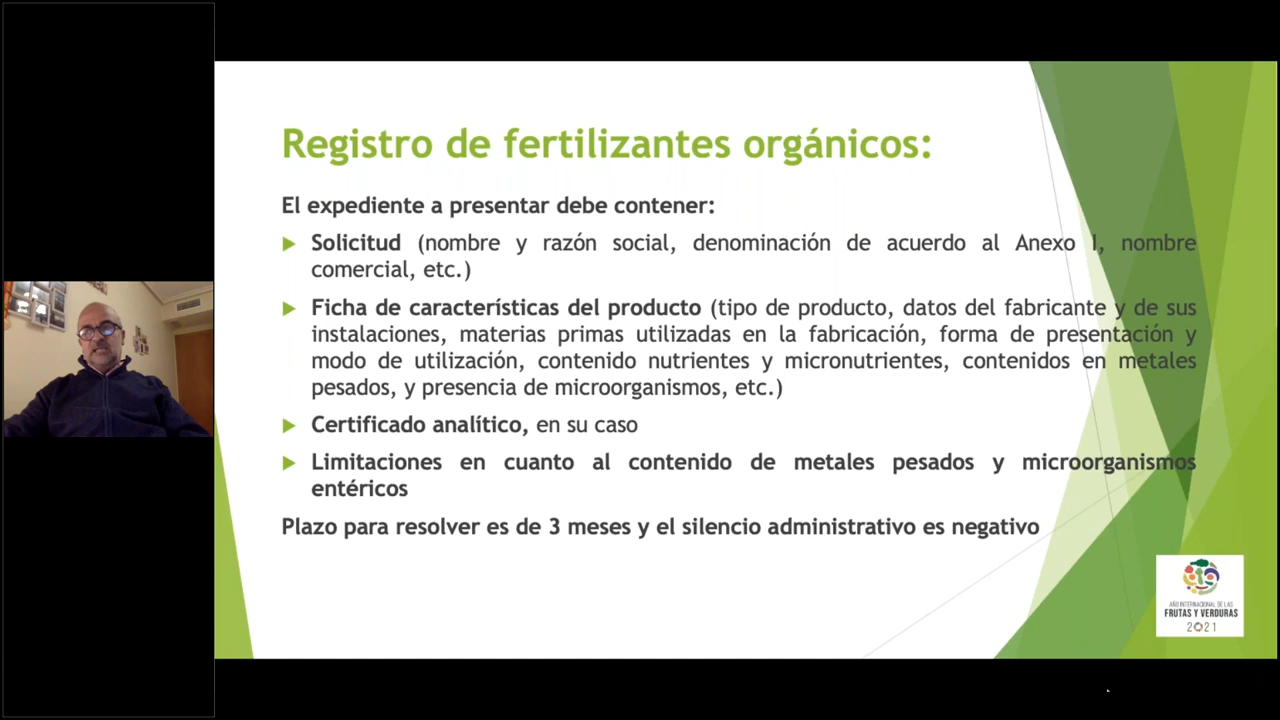 Registro de fertilizantes orgánicos:
El expediente a presentar debe contener:
Solicitud (nombre y razón social, denominación de acuerdo al Anexo I, nombre
comercial, etc.)
Ficha de características del producto (tipo de producto, datos del fabricante y de sus
instalaciones, materias primas utilizadas en la fabricación, forma de presentación y
modo de utilización, contenido nutrientes y micronutrientes, contenidos en metales
pesados, y presencia de microorganismos, etc.)
Certificado analítico, en su caso
Limitaciones en cuanto al contenido de metales pesados y microorganismos
entéricos
Plazo para resolver es de 3 meses y el silencio administrativo es negativo
AÑO INTERNACIONAL DE LAS
FRUTAS Y VERDURAS
2021